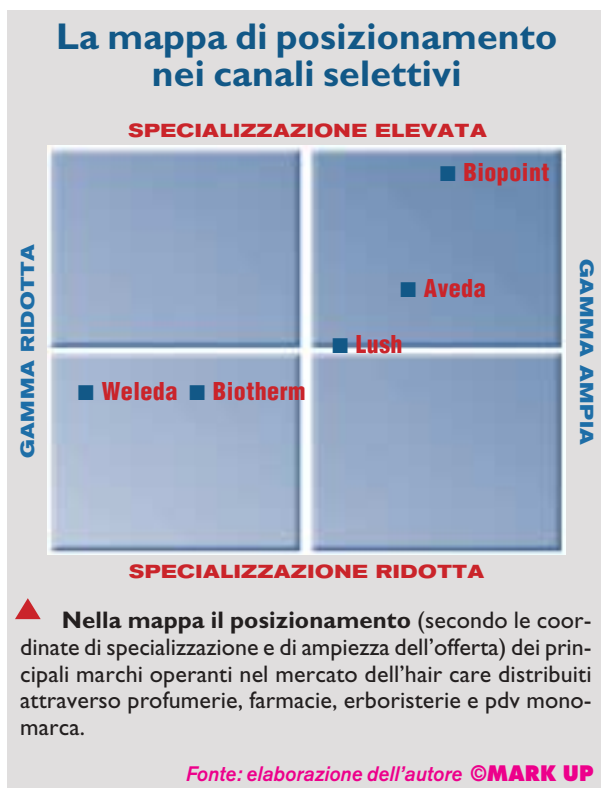 La mappa di posizionamento
nei canali selettivi
SPECIALIZZAZIONE ELEVATA
Biopoint
GAMMA RIDOTTA
GAMMA AMPIA
Aveda
Lush
Weleda
Biotherm
SPECIALIZZAZIONE RIDOTTA
Nella mappa il posizionamento (secondo le coor-
dinate di specializzazione e di ampiezza dell'offerta) dei prin-
cipali marchi operanti nel mercato dell'hair care distribuiti
attraverso profumerie, farmacie, erboristerie e pdv mono-
marca.
Fonte: elaborazione dell'autore ©MARK UP